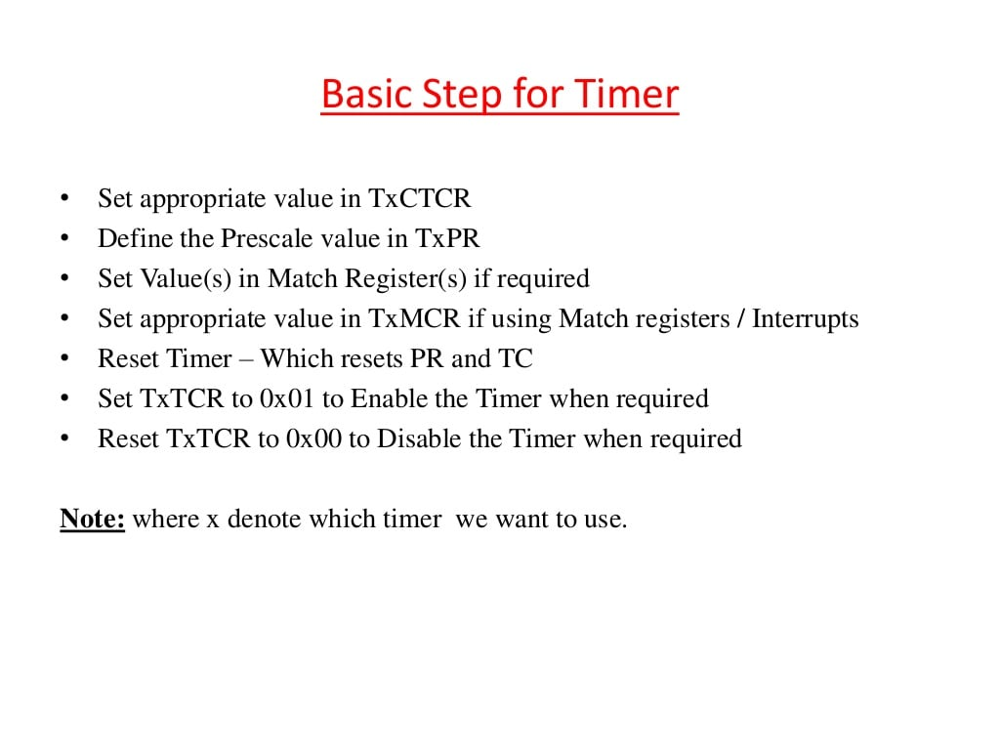 Basic Step for Timer
• Set appropriate value in TxCTCR
• Define the Prescale value in TxPR
• Set Value(s) in Match Register(s) if required
• Set appropriate value in TxMCR if using Match registers / Interrupts
• Reset Timer – Which resets PR and TC
• Set TxTCR to 0x01 to Enable the Timer when required
• Reset TxTCR to 0x00 to Disable the Timer when required
Note: where x denote which timer  we want to use.